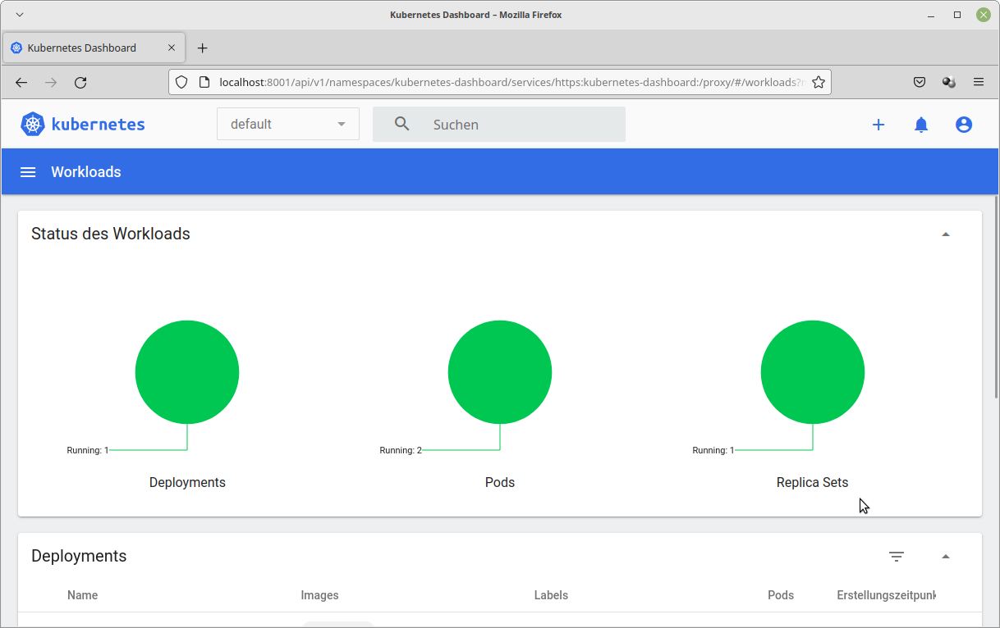 Kubernetes Dashboard – Mozilla Firefox
Kubernetes Dashboard
localhost:8001/api/v1/namespaces/kubernetes-dashboard/services/https:kubernetes-dashboard:/proxy/#/workloads?
kubernetes
default
Suchen
Workloads
Status des Workloads
Running: 1
Running: 2
Running: 1
Deployments
Pods
Replica Sets
Deployments
Name
Images
Labels
Pods
Erstellungszeitpunk